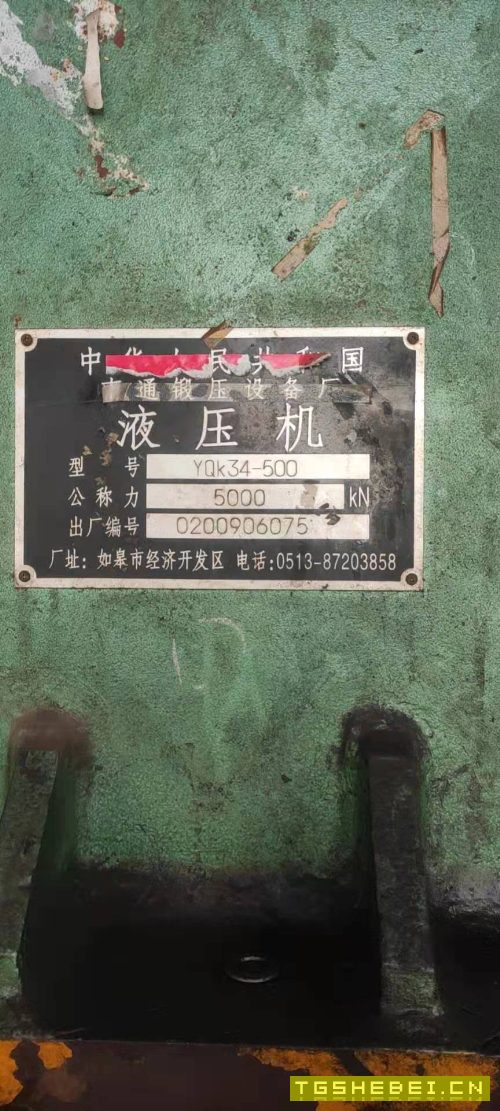 中华人民共和国
南通锻压设备厂
液压机
型号 YQk34-500
公称力 5000 kN
出厂编号 0200906075
厂址：如皋市经济开发区 电话：0513-87203858
TGSHEBEI.CN